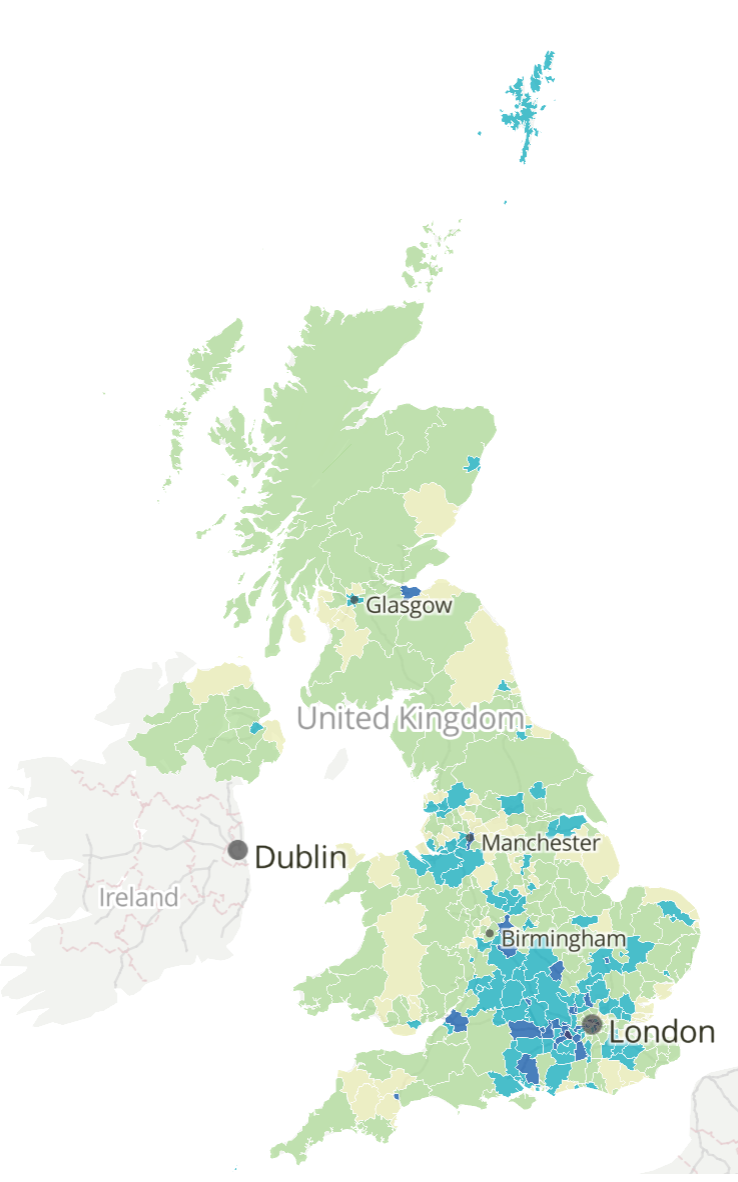 Glasgow
United Kingdom
Manchester
Dublin
Ireland
Birmingham
London